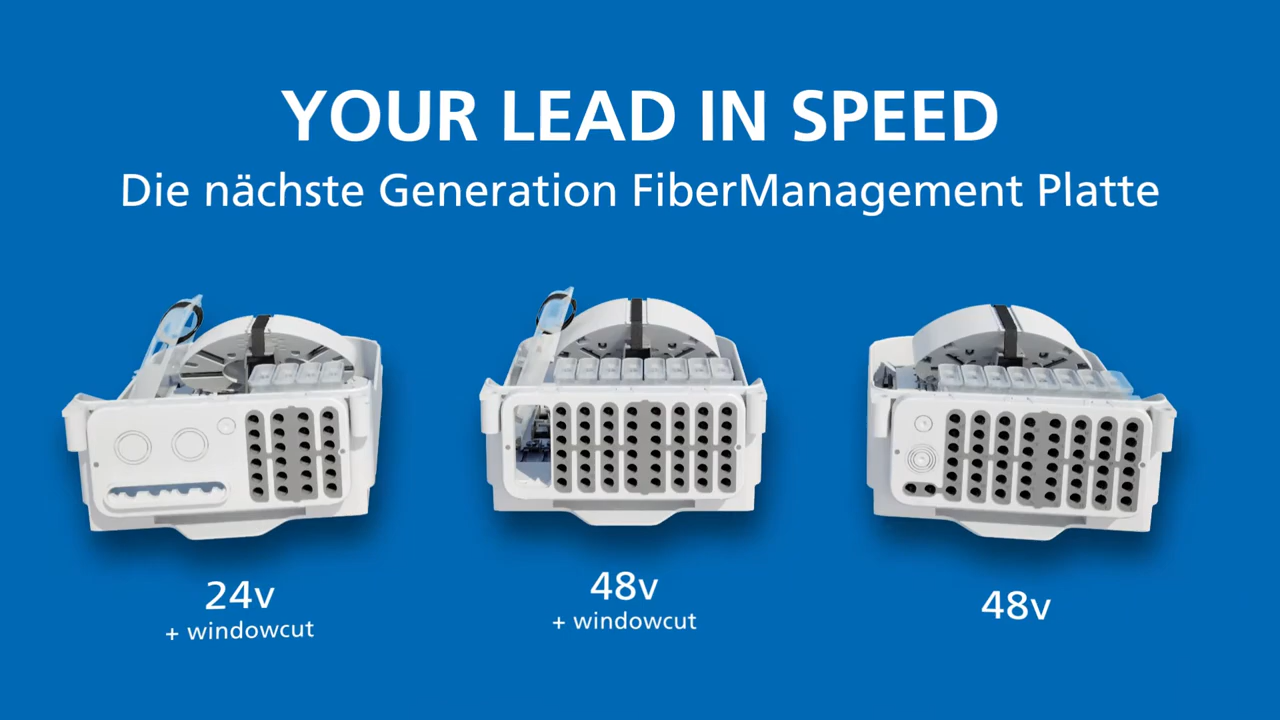 YOUR LEAD IN SPEED
Die nächste Generation FiberManagement Platte
24v
+ windowcut
48v
+ windowcut
48v